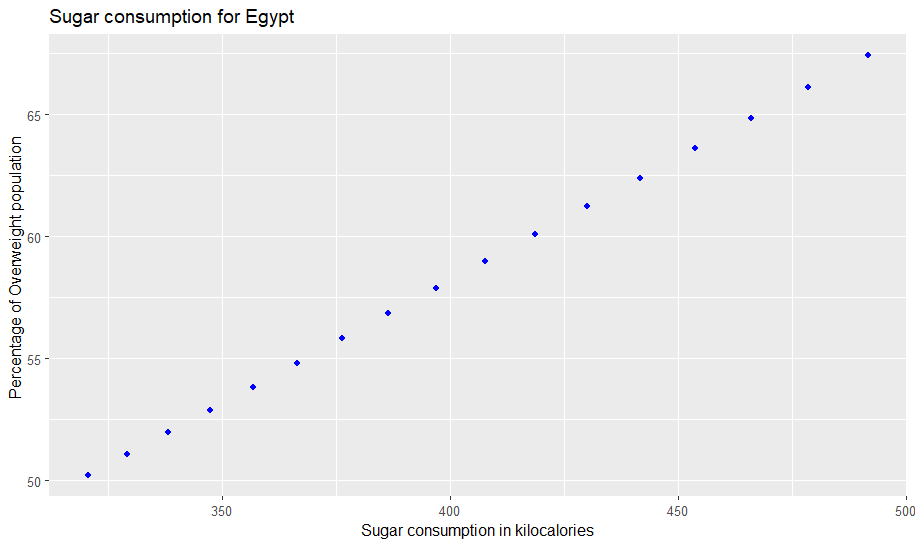 Sugar consumption for Egypt
Percentage of Overweight population
65
60
55
50
350
400
450
500
Sugar consumption in kilocalories